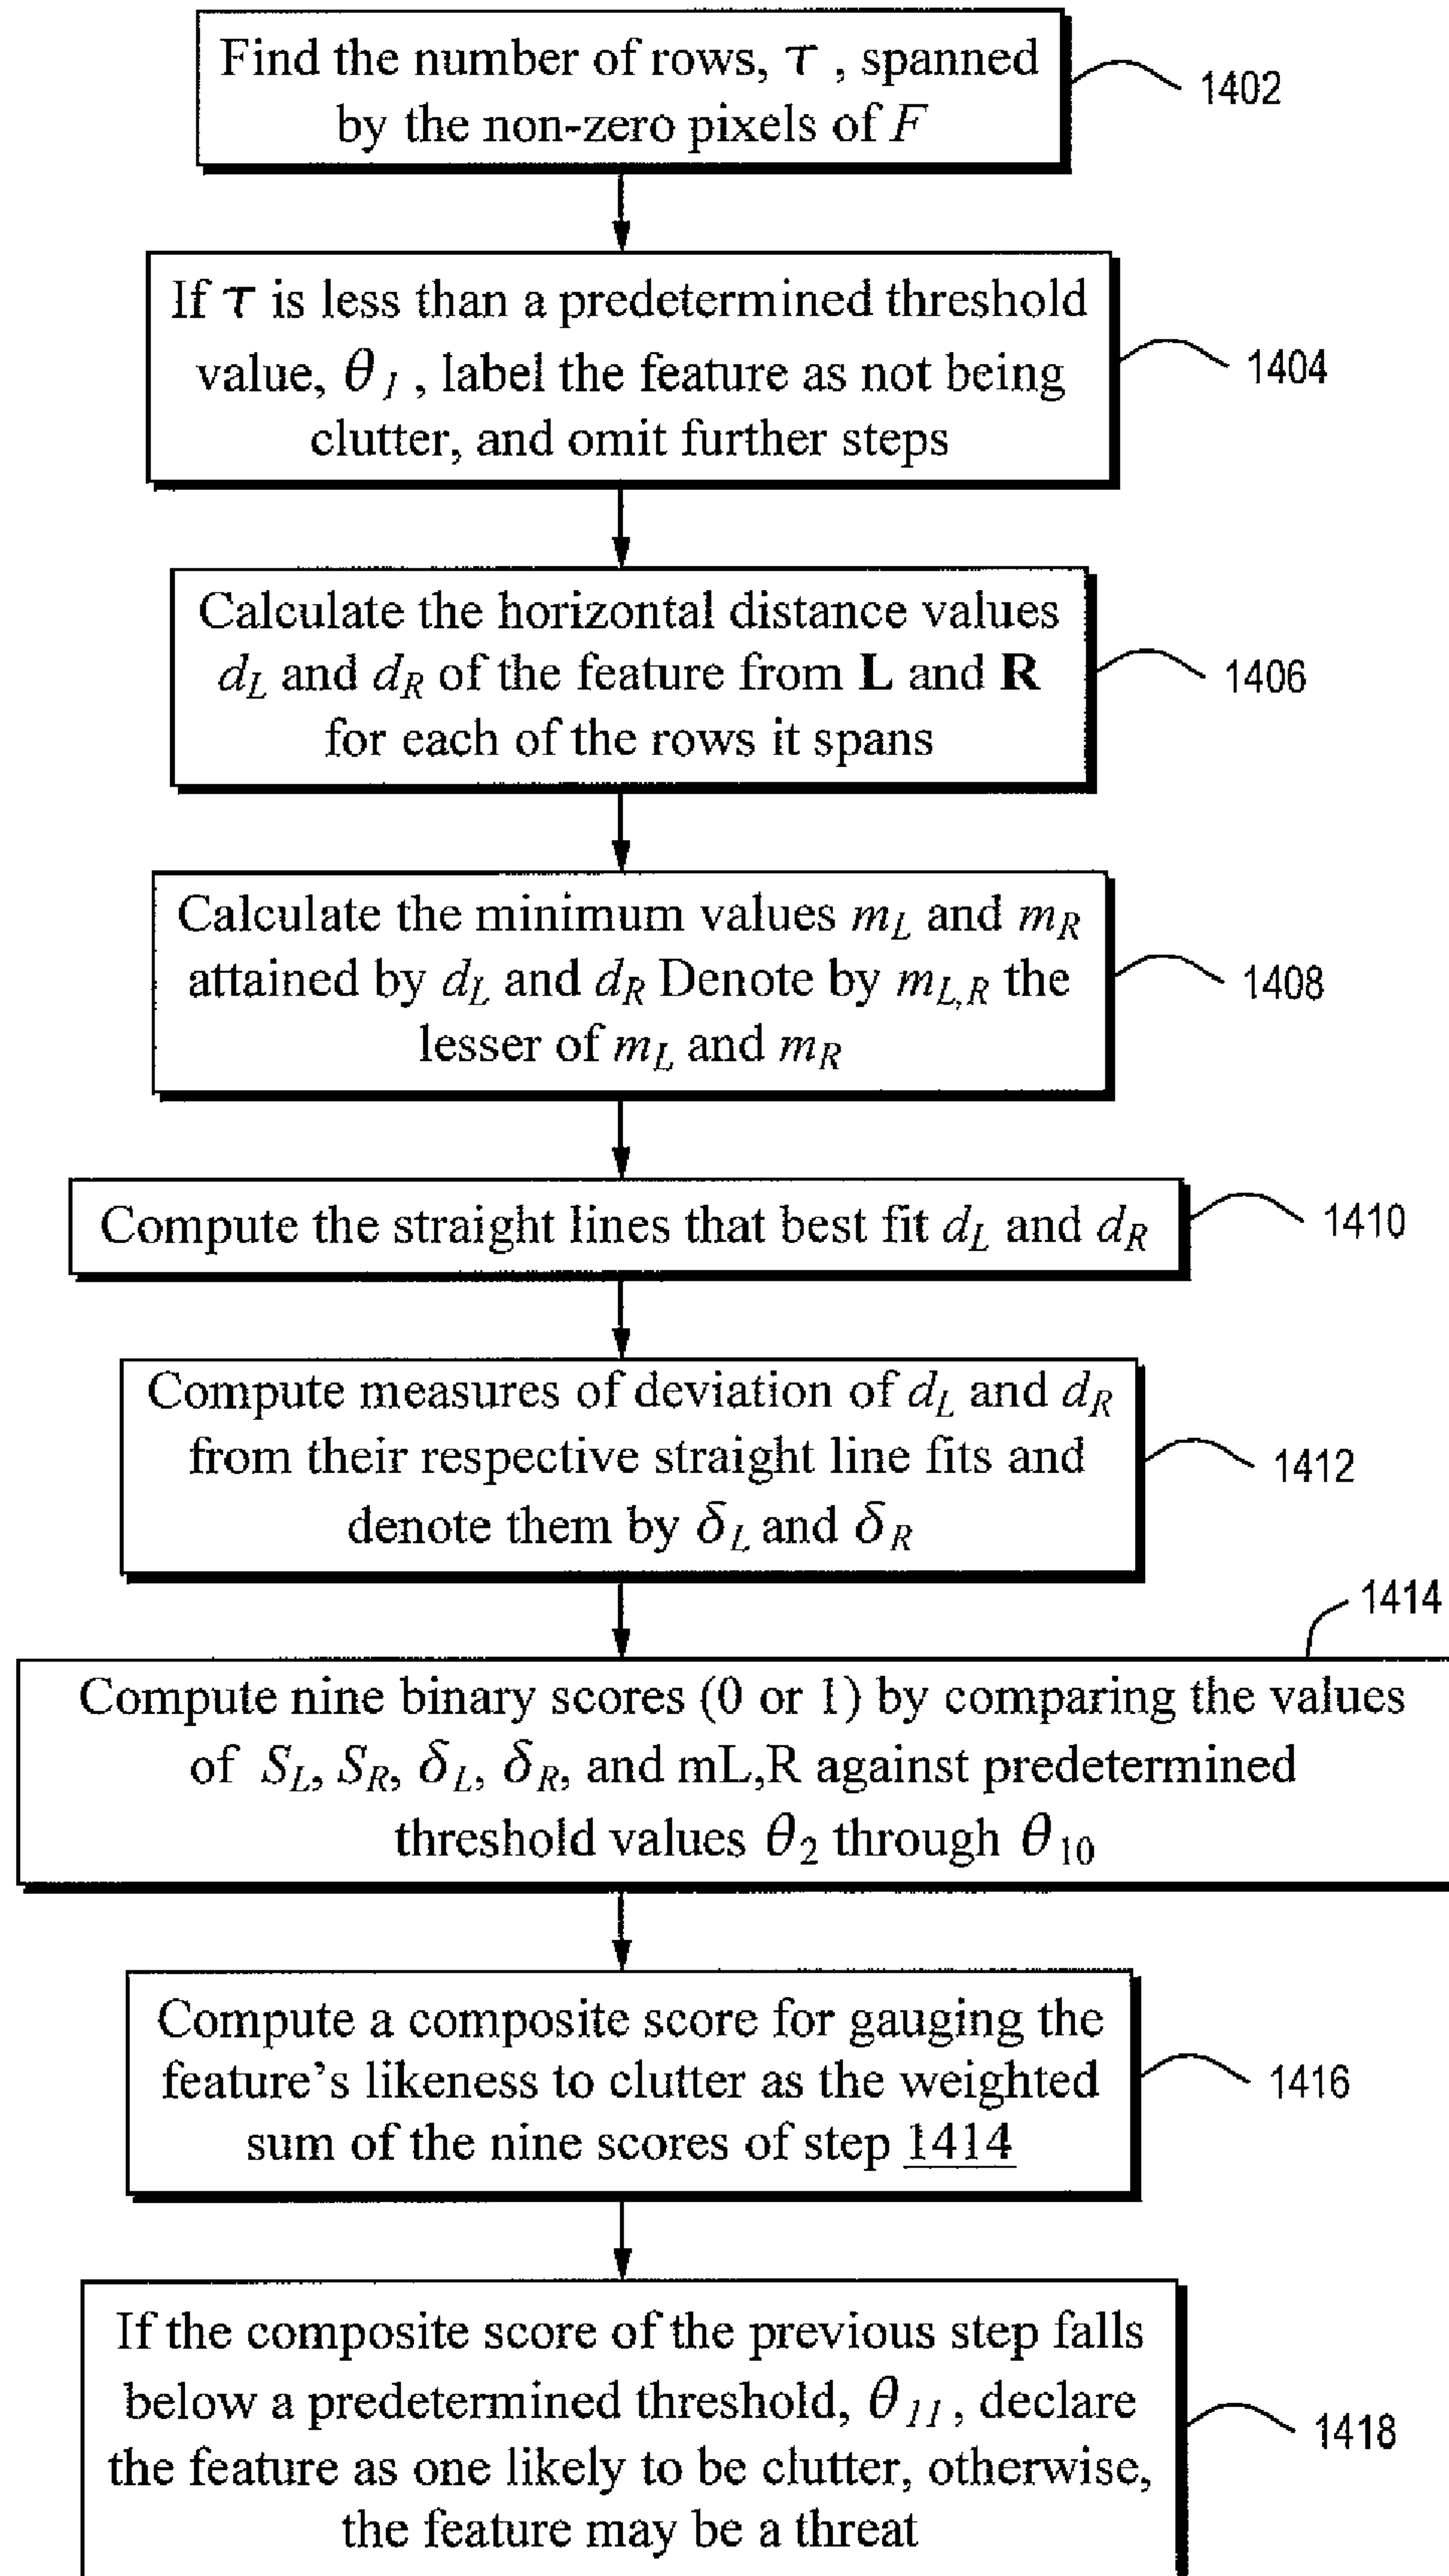 Find the number of rows, τ, spanned
by the non-zero pixels of F
1402
If τ is less than a predetermined threshold
value, θ1, label the feature as not being
clutter, and omit further steps
1404
Calculate the horizontal distance values
dL and dR of the feature from L and R
for each of the rows it spans
1406
Calculate the minimum values mL and mR
attained by dL and dR Denote by mL,R the
lesser of mL and mR
1408
Compute the straight lines that best fit dL and dR
1410
Compute measures of deviation of dL and dR
from their respective straight line fits and
denote them by δL and δR
1412
1414
Compute nine binary scores (0 or 1) by comparing the values
of SL, SR, δL, δR, and mL,R against predetermined
threshold values θ2 through θ10
Compute a composite score for gauging the
feature's likeness to clutter as the weighted
sum of the nine scores of step 1414
1416
If the composite score of the previous step falls
below a predetermined threshold, θ11, declare
the feature as one likely to be clutter, otherwise,
the feature may be a threat
1418